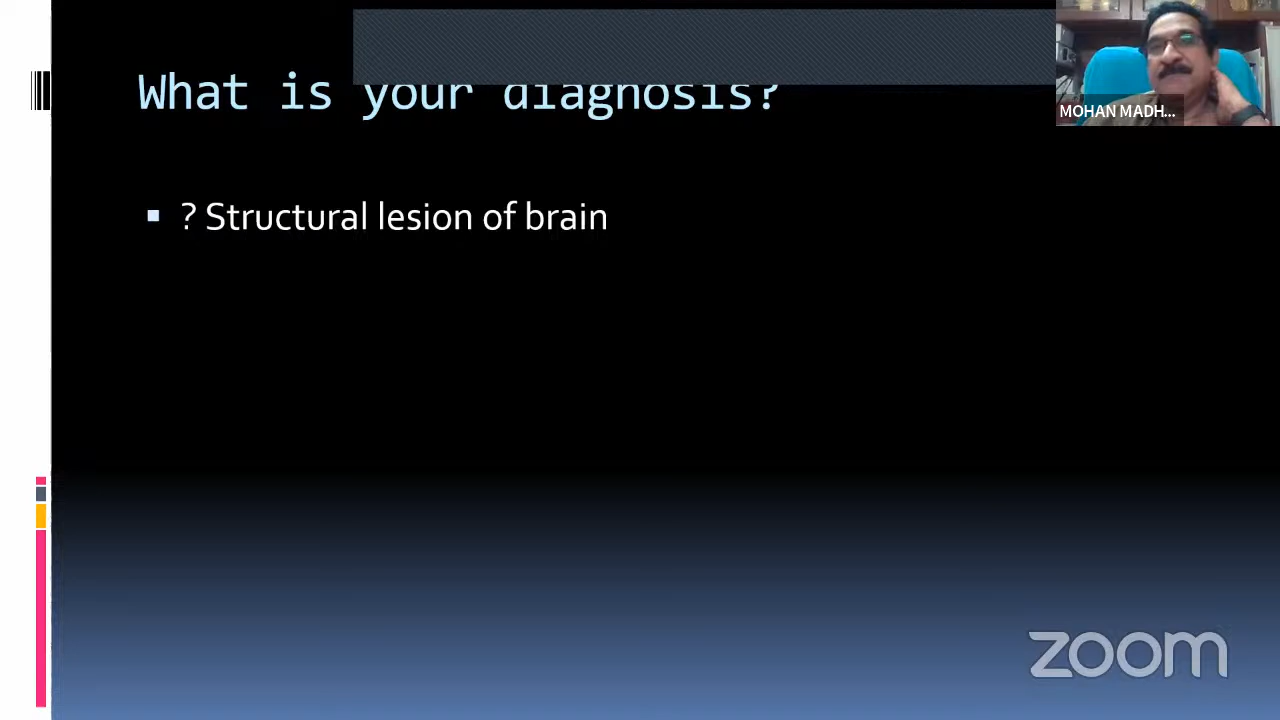 What is your diagnosis?
MOHAN MADH...
? Structural lesion of brain
zoom